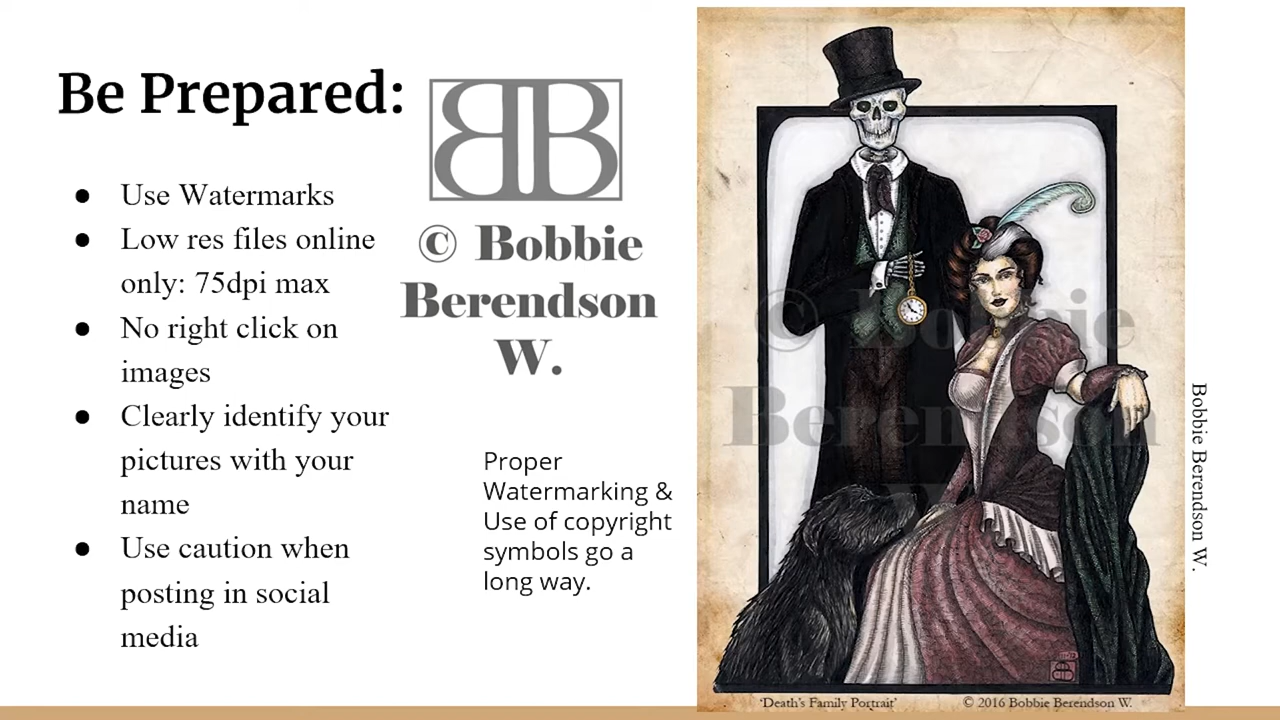 Be Prepared:
● Use Watermarks
● Low res files online
only: 75dpi max
● No right click on
images
● Clearly identify your
pictures with your
name
● Use caution when
posting in social
media
BB
© Bobbie
Berendson
W.
Proper
Watermarking &
Use of copyright
symbols go a
long way.
© Bobbie
Berendson
W.
Bobbie Berendson W.
'Death's Family Portrait'
© 2016 Bobbie Berendson W.